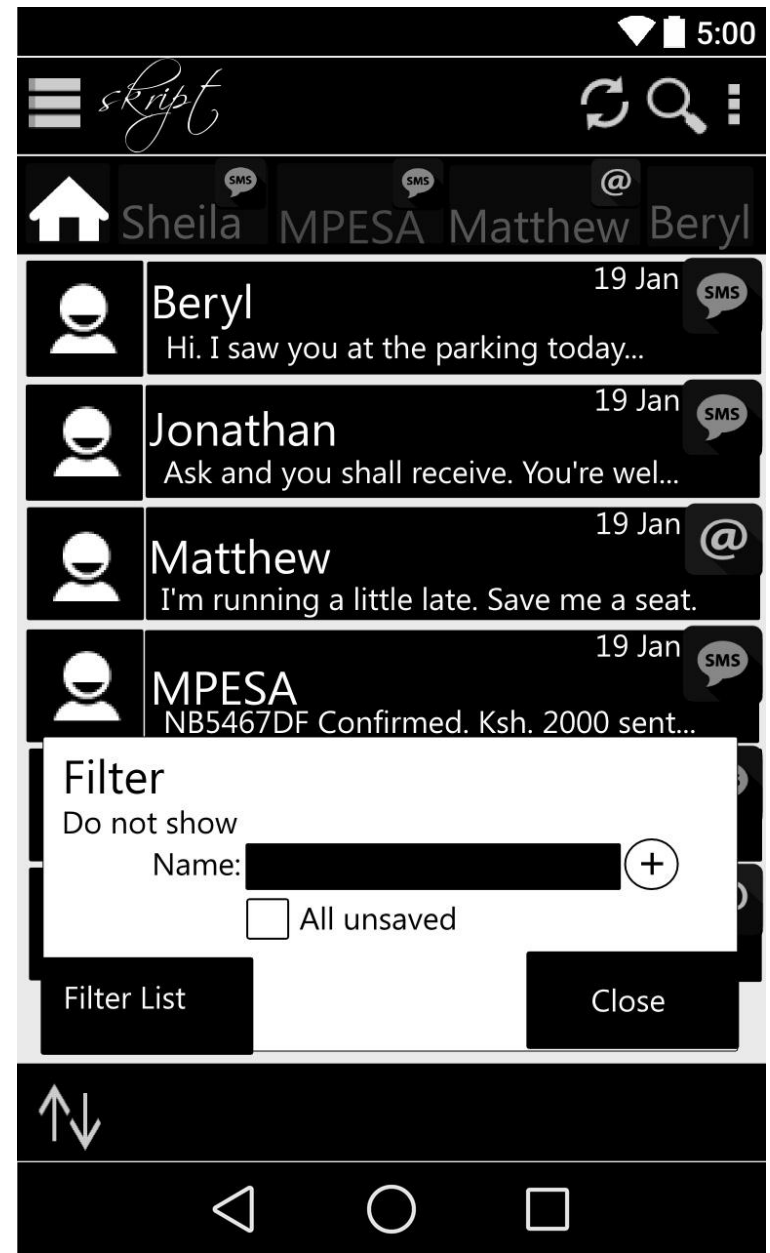 5:00
skript
SMS SMS @
Sheila MPESA Matthew Beryl
19 Jan SMS
Beryl
Hi. I saw you at the parking today...
19 Jan SMS
Jonathan
Ask and you shall receive. You're wel...
19 Jan @
Matthew
I'm running a little late. Save me a seat.
19 Jan SMS
MPESA
NB5467DF Confirmed. Ksh. 2000 sent...
Filter
Do not show
Name: +
All unsaved
Filter List Close